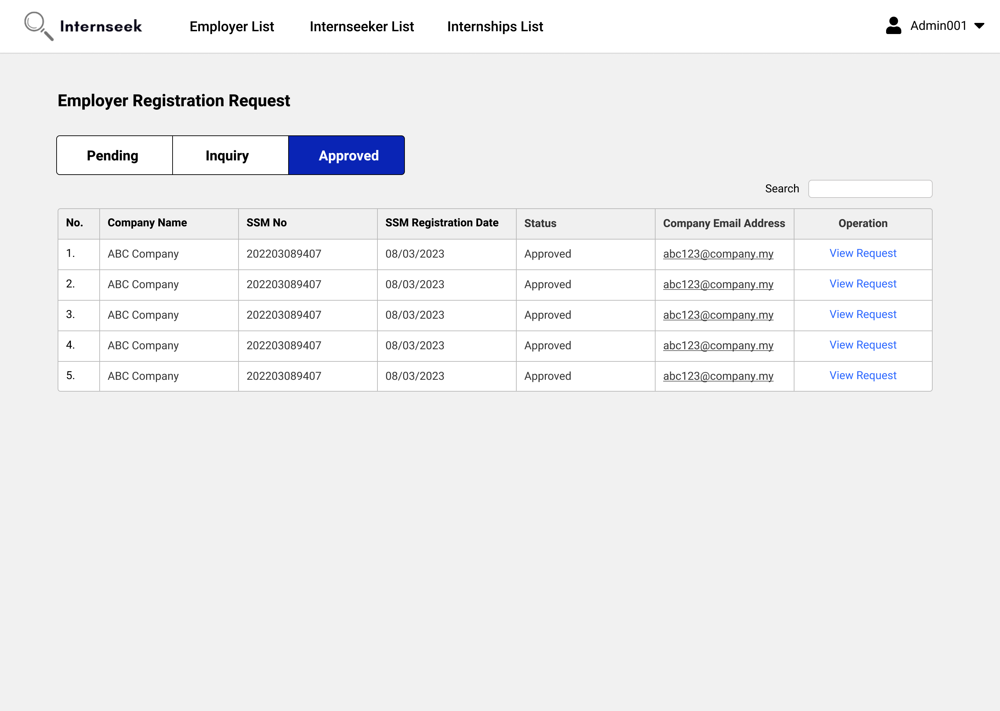 Internseek Employer List Internseeker List Internships List Admin001
Employer Registration Request
Pending Inquiry Approved
Search
No. Company Name SSM No SSM Registration Date Status Company Email Address Operation
1. ABC Company 202203089407 08/03/2023 Approved abc123@company.my View Request
2. ABC Company 202203089407 08/03/2023 Approved abc123@company.my View Request
3. ABC Company 202203089407 08/03/2023 Approved abc123@company.my View Request
4. ABC Company 202203089407 08/03/2023 Approved abc123@company.my View Request
5. ABC Company 202203089407 08/03/2023 Approved abc123@company.my View Request